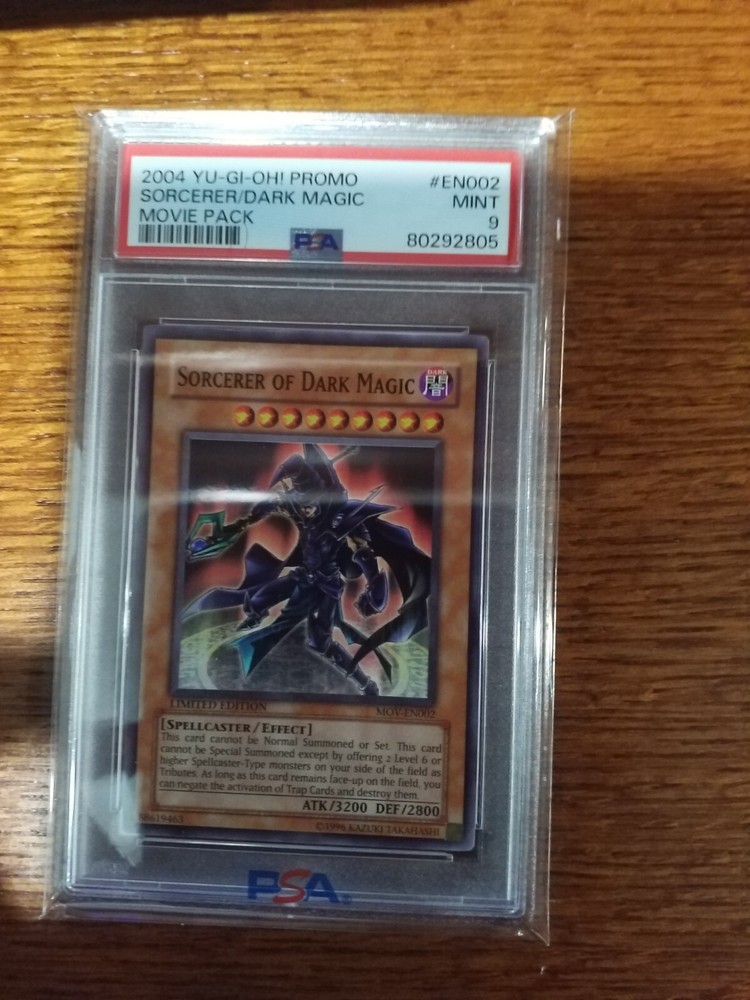 2004 YU-GI-OH! PROMO #EN002
SORCERER/DARK MAGIC MINT
MOVIE PACK 9
PSA 80292805
SORCERER OF DARK MAGIC
DARK
闇
LIMITED EDITION MOV-EN002
[SPELLCASTER/EFFECT]
This card cannot be Normal Summoned or Set. This card
cannot be Special Summoned except by offering 2 Level 6 or
higher Spellcaster-Type monsters on your side of the field as
Tributes. As long as this card remains face-up on the field, you
can negate the activation of Trap Cards and destroy them.
ATK/3200 DEF/2800
88619463 ©1996 KAZUKI TAKAHASHI
PSA®